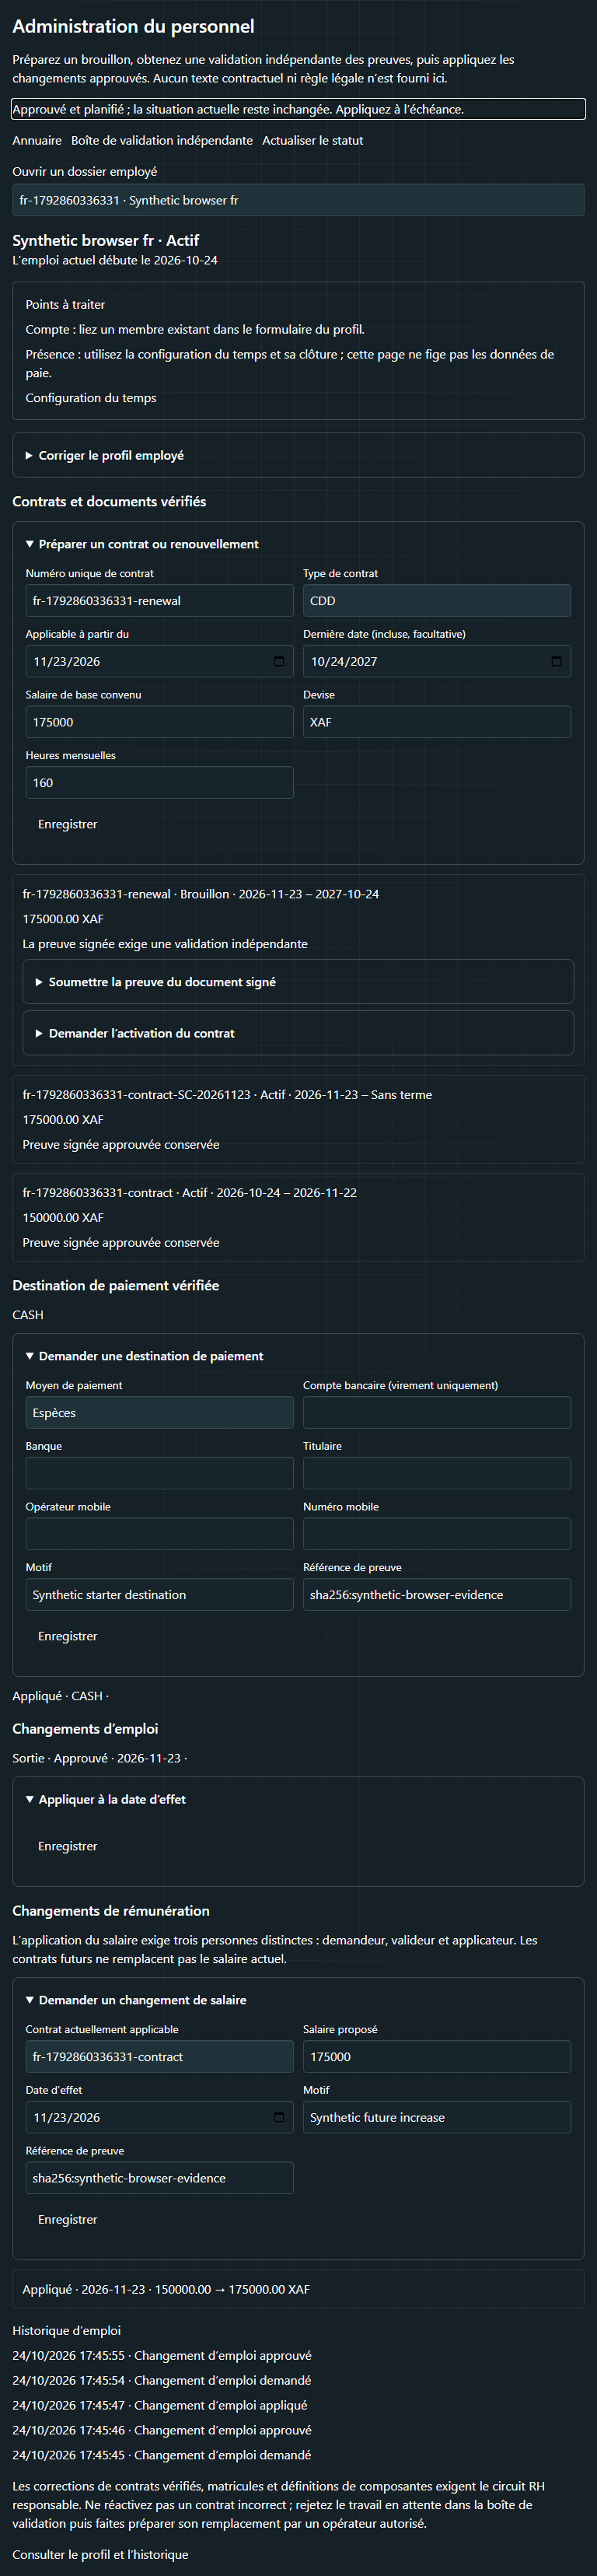 Administration du personnel
Préparez un brouillon, obtenez une validation indépendante des preuves, puis appliquez les
changements approuvés. Aucun texte contractuel ni règle légale n’est fourni ici.
Approuvé et planifié ; la situation actuelle reste inchangée. Appliquez à l’échéance.
Annuaire Boîte de validation indépendante Actualiser le statut
Ouvrir un dossier employé
fr-1792860336331 · Synthetic browser fr
Synthetic browser fr · Actif
L’emploi actuel débute le 2026-10-24
Points à traiter
Compte : liez un membre existant dans le formulaire du profil.
Présence : utilisez la configuration du temps et sa clôture ; cette page ne fige pas les données de
paie.
Configuration du temps
▶ Corriger le profil employé
Contrats et documents vérifiés
▼ Préparer un contrat ou renouvellement
Numéro unique de contrat Type de contrat
fr-1792860336331-renewal CDD
Applicable à partir du Dernière date (incluse, facultative)
11/23/2026 10/24/2027
Salaire de base convenu Devise
175000 XAF
Heures mensuelles
160
Enregistrer
fr-1792860336331-renewal · Brouillon · 2026-11-23 – 2027-10-24
175000.00 XAF
La preuve signée exige une validation indépendante
▶ Soumettre la preuve du document signé
▶ Demander l’activation du contrat
fr-1792860336331-contract-SC-20261123 · Actif · 2026-11-23 – Sans terme
175000.00 XAF
Preuve signée approuvée conservée
fr-1792860336331-contract · Actif · 2026-10-24 – 2026-11-22
150000.00 XAF
Preuve signée approuvée conservée
Destination de paiement vérifiée
CASH
▼ Demander une destination de paiement
Moyen de paiement Compte bancaire (virement uniquement)
Espèces
Banque Titulaire
Opérateur mobile Numéro mobile
Motif Référence de preuve
Synthetic starter destination sha256:synthetic-browser-evidence
Enregistrer
Appliqué · CASH ·
Changements d’emploi
Sortie · Approuvé · 2026-11-23 ·
▼ Appliquer à la date d’effet
Enregistrer
Changements de rémunération
L’application du salaire exige trois personnes distinctes : demandeur, valideur et applicateur. Les
contrats futurs ne remplacent pas le salaire actuel.
▼ Demander un changement de salaire
Contrat actuellement applicable Salaire proposé
fr-1792860336331-contract 175000
Date d’effet Motif
11/23/2026 Synthetic future increase
Référence de preuve
sha256:synthetic-browser-evidence
Enregistrer
Appliqué · 2026-11-23 · 150000.00 → 175000.00 XAF
Historique d’emploi
24/10/2026 17:45:55 · Changement d’emploi approuvé
24/10/2026 17:45:54 · Changement d’emploi demandé
24/10/2026 17:45:47 · Changement d’emploi appliqué
24/10/2026 17:45:46 · Changement d’emploi approuvé
24/10/2026 17:45:45 · Changement d’emploi demandé
Les corrections de contrats vérifiés, matricules et définitions de composantes exigent le circuit RH
responsable. Ne réactivez pas un contrat incorrect ; rejetez le travail en attente dans la boîte de
validation puis faites préparer son remplacement par un opérateur autorisé.
Consulter le profil et l’historique